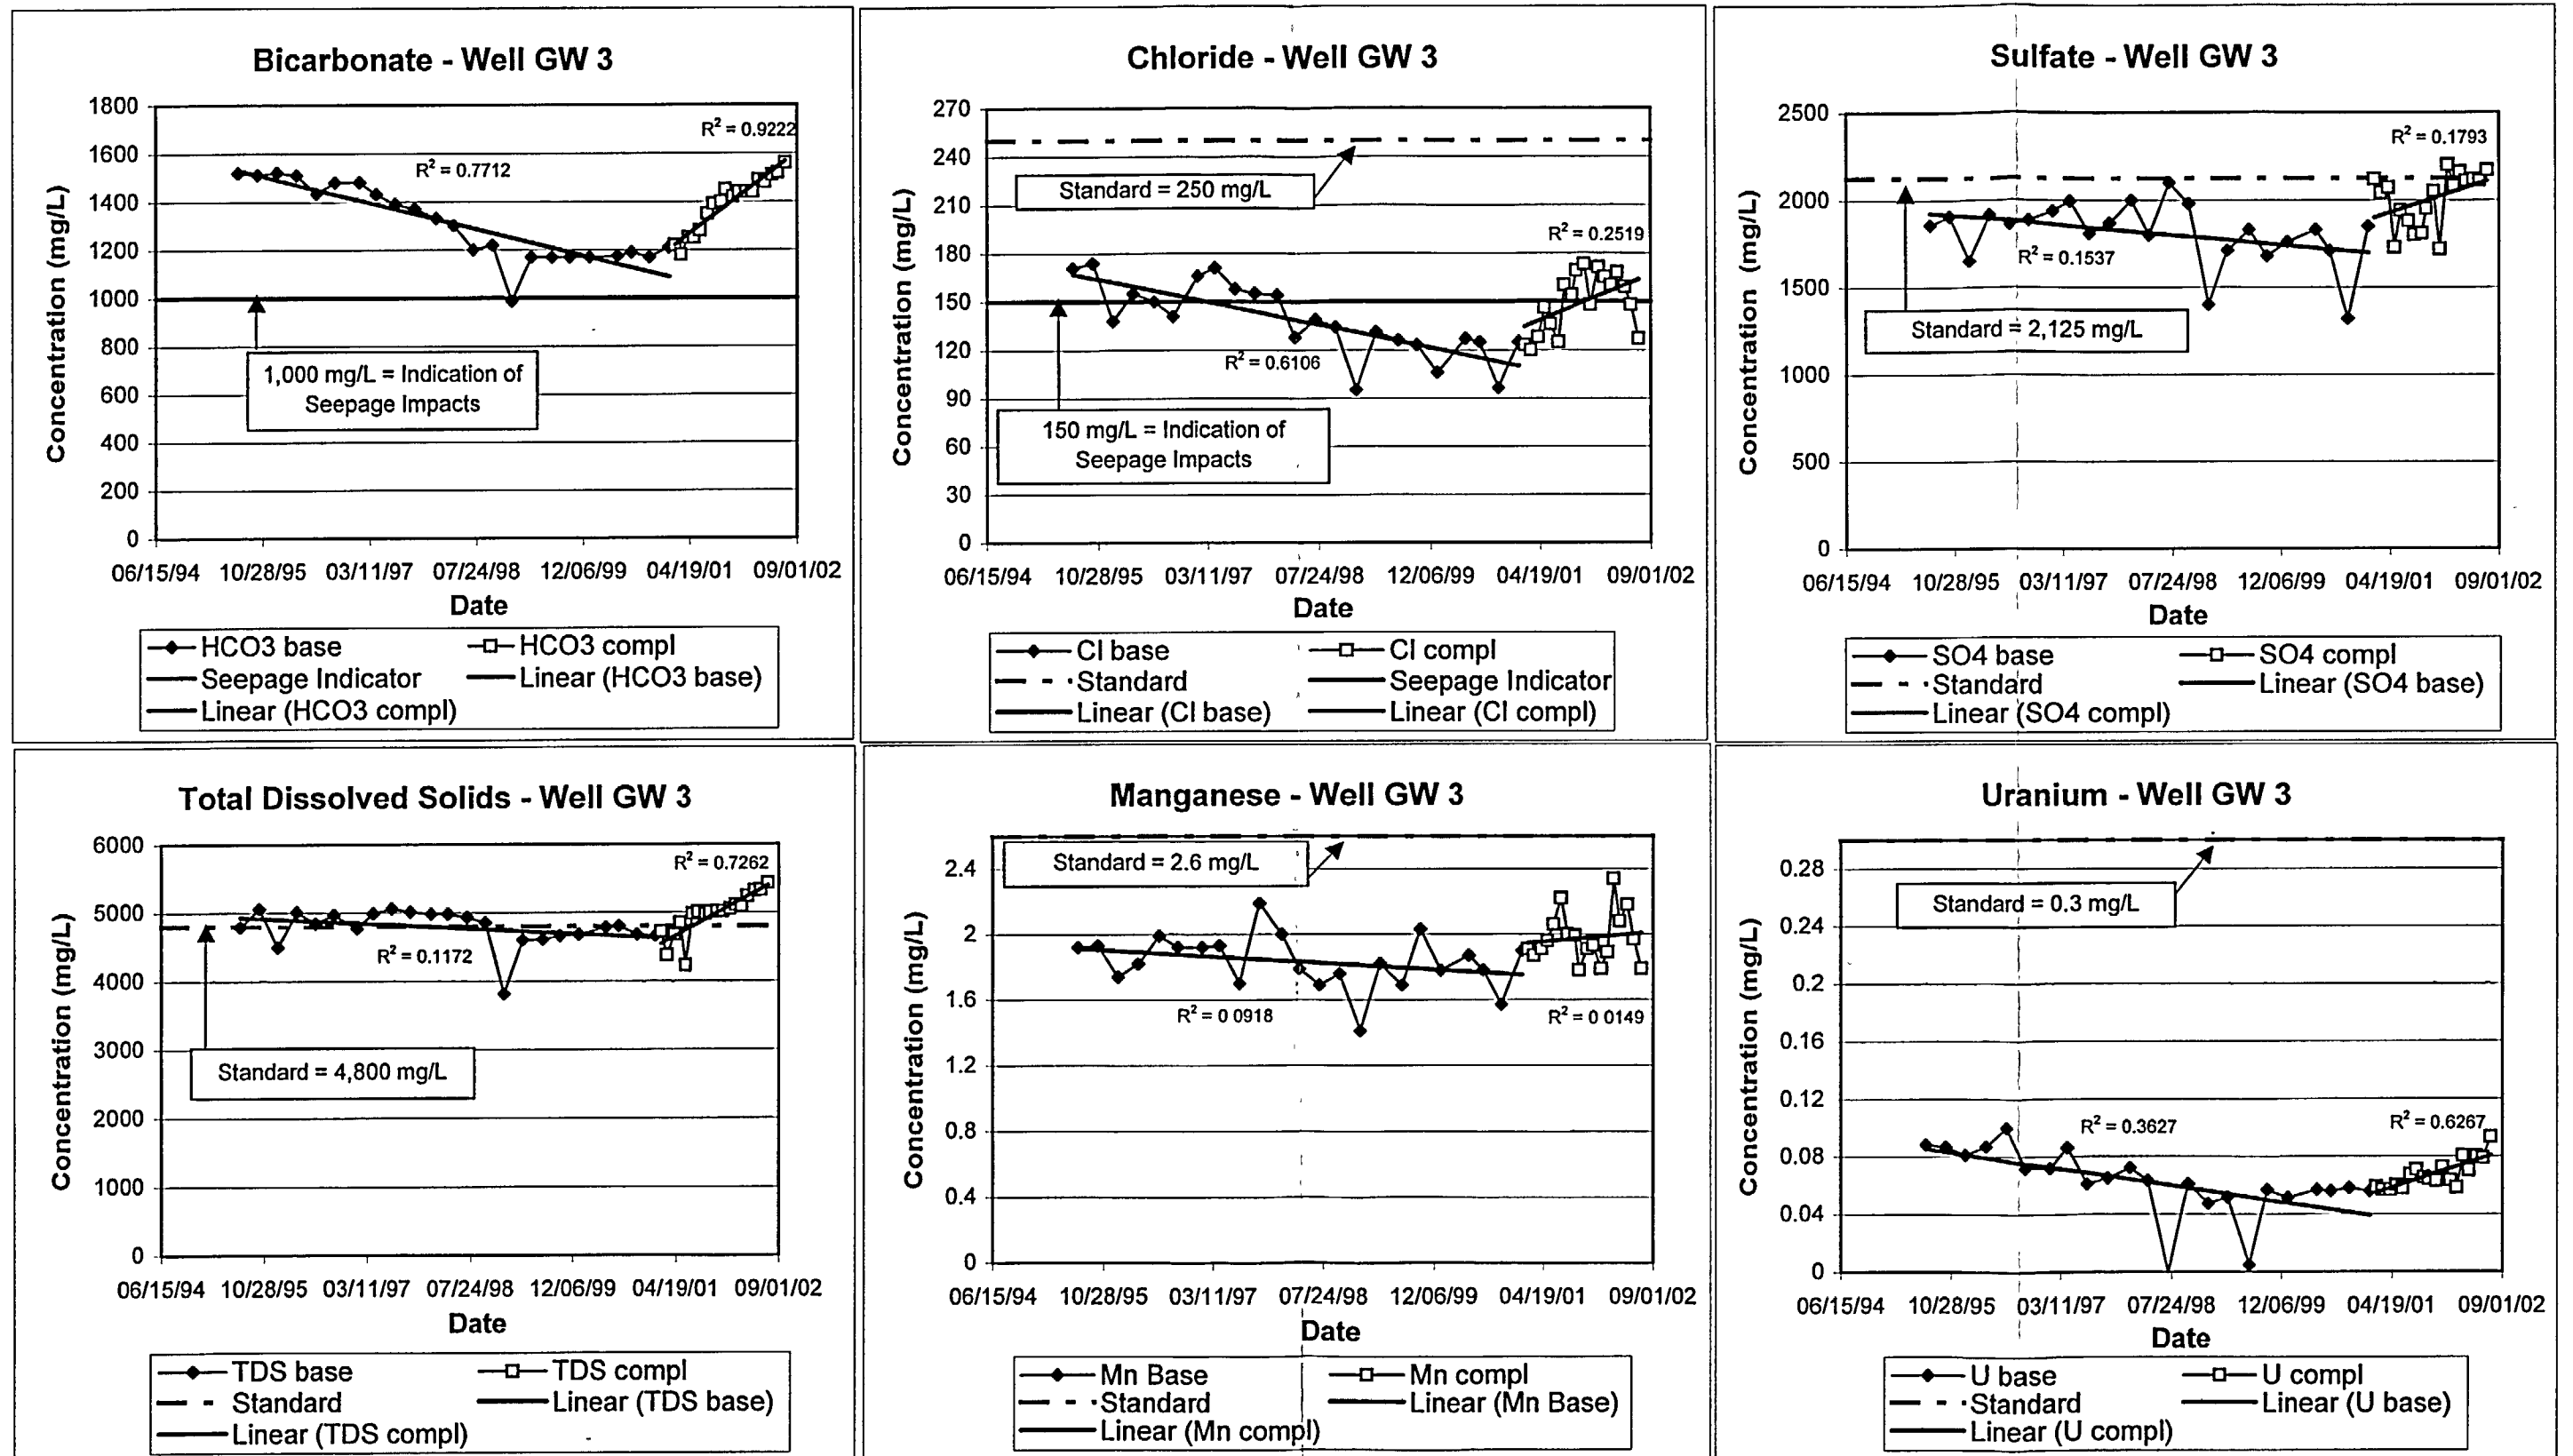 Bicarbonate - Well GW 3
Concentration (mg/L)
1800
1600
1400
1200
1000
800
600
400
200
0
R² = 0.9222
R² = 0.7712
1,000 mg/L = Indication of
Seepage Impacts
06/15/94 10/28/95 03/11/97 07/24/98 12/06/99 04/19/01 09/01/02
Date
HCO3 base HCO3 compl
Seepage Indicator Linear (HCO3 base)
Linear (HCO3 compl)
Chloride - Well GW 3
Concentration (mg/L)
270
240
210
180
150
120
90
60
30
0
Standard = 250 mg/L
R² = 0.2519
R² = 0.6106
150 mg/L = Indication of
Seepage Impacts
06/15/94 10/28/95 03/11/97 07/24/98 12/06/99 04/19/01 09/01/02
Date
Cl base Cl compl
Standard Seepage Indicator
Linear (Cl base) Linear (Cl compl)
Sulfate - Well GW 3
Concentration (mg/L)
2500
2000
1500
1000
500
0
R² = 0.1793
R² = 0.1537
Standard = 2,125 mg/L
06/15/94 10/28/95 03/11/97 07/24/98 12/06/99 04/19/01 09/01/02
Date
SO4 base SO4 compl
Standard Linear (SO4 base)
Linear (SO4 compl)
Total Dissolved Solids - Well GW 3
Concentration (mg/L)
6000
5000
4000
3000
2000
1000
0
R² = 0.7262
R² = 0.1172
Standard = 4,800 mg/L
06/15/94 10/28/95 03/11/97 07/24/98 12/06/99 04/19/01 09/01/02
Date
TDS base TDS compl
Standard Linear (TDS base)
Linear (TDS compl)
Manganese - Well GW 3
Concentration (mg/L)
2.4
2
1.6
1.2
0.8
0.4
0
Standard = 2.6 mg/L
R² = 0 0918
R² = 0 0149
06/15/94 10/28/95 03/11/97 07/24/98 12/06/99 04/19/01 09/01/02
Date
Mn Base Mn compl
Standard Linear (Mn Base)
Linear (Mn compl)
Uranium - Well GW 3
Concentration (mg/L)
0.28
0.24
0.2
0.16
0.12
0.08
0.04
0
Standard = 0.3 mg/L
R² = 0.3627
R² = 0.6267
06/15/94 10/28/95 03/11/97 07/24/98 12/06/99 04/19/01 09/01/02
Date
U base U compl
Standard Linear (U base)
Linear (U compl)